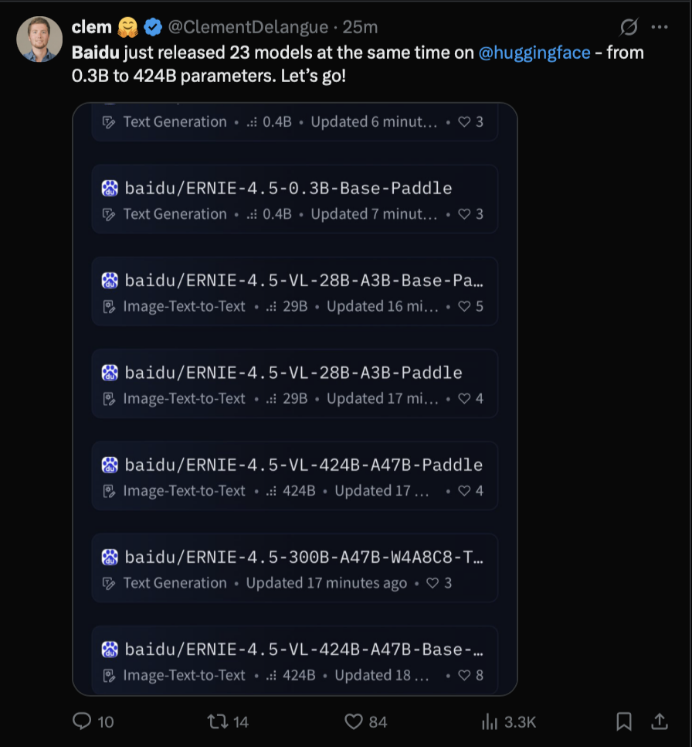 clem 🤗 @ClementDelangue · 25m
Baidu just released 23 models at the same time on @huggingface - from
0.3B to 424B parameters. Let's go!
Text Generation • 0.4B • Updated 6 minut... • 3
baidu/ERNIE-4.5-0.3B-Base-Paddle
Text Generation • 0.4B • Updated 7 minut... • 3
baidu/ERNIE-4.5-VL-28B-A3B-Base-Pa...
Image-Text-to-Text • 29B • Updated 16 mi... • 5
baidu/ERNIE-4.5-VL-28B-A3B-Paddle
Image-Text-to-Text • 29B • Updated 17 mi... • 4
baidu/ERNIE-4.5-VL-424B-A47B-Paddle
Image-Text-to-Text • 424B • Updated 17 ... • 4
baidu/ERNIE-4.5-300B-A47B-W4A8C8-T...
Text Generation • Updated 17 minutes ago • 3
baidu/ERNIE-4.5-VL-424B-A47B-Base-...
Image-Text-to-Text • 424B • Updated 18 ... • 8
10 14 84 3.3K